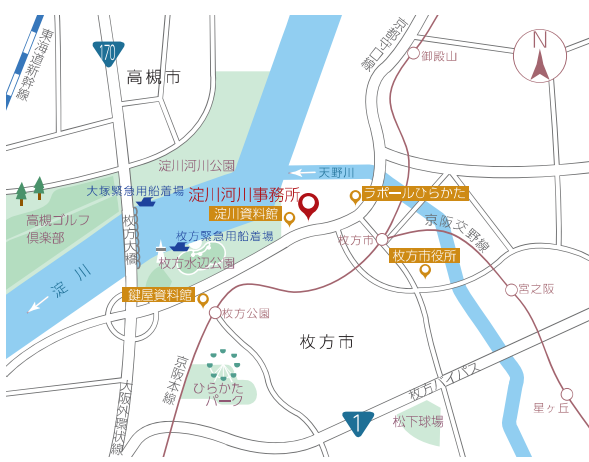 東海道新幹線
170
高槻市
京都守口線
御殿山
N
淀川河川公園
天野川
大塚緊急用船着場
淀川河川事務所
ラポールひらかた
淀川資料館
高槻ゴルフ
倶楽部
枚方大橋
枚方緊急用船着場
枚方市
京阪交野線
枚方市役所
枚方水辺公園
淀川
鍵屋資料館
枚方公園
宮之阪
枚方市
京阪本線
ひらかた
パーク
大阪外環状線
枚方バイパス
1
松下球場
星ヶ丘